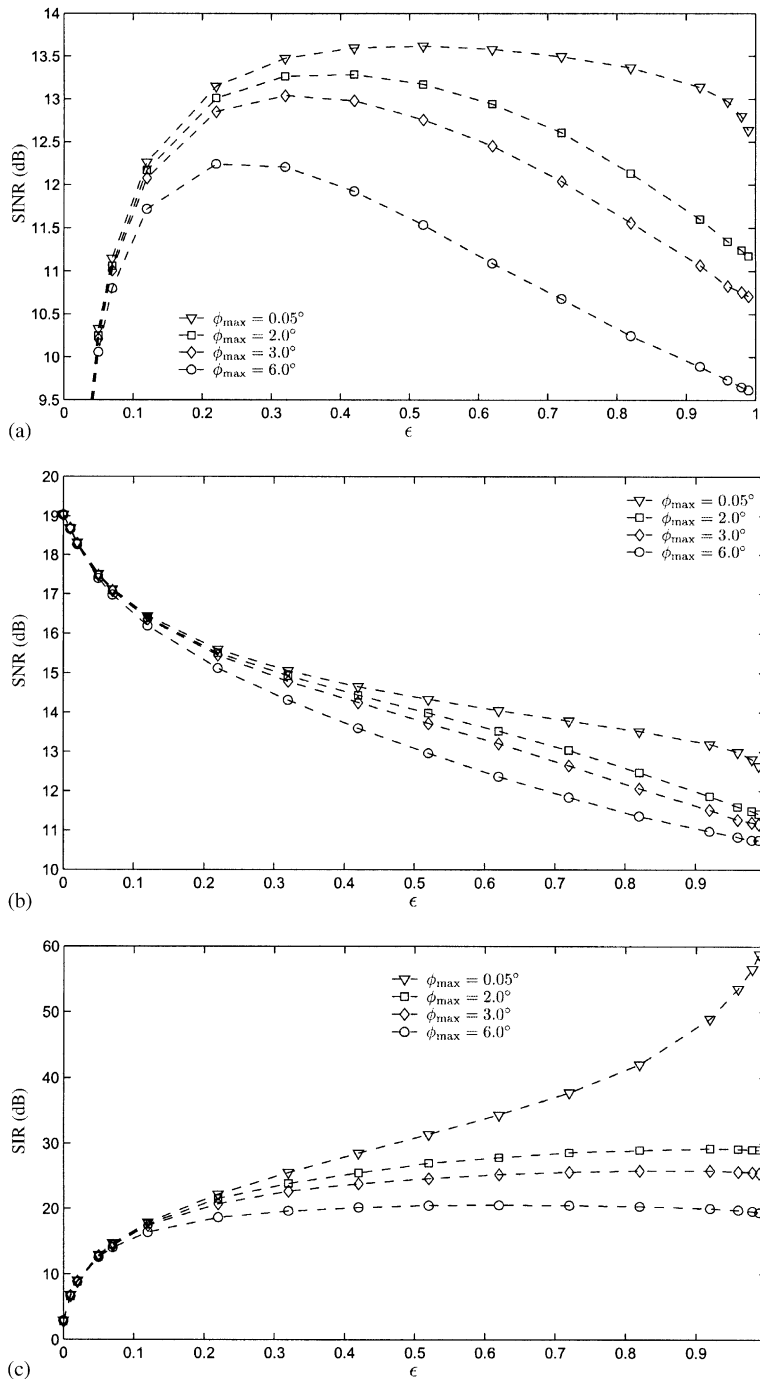 14
13.5
13
12.5
12
11.5
11
10.5
10
9.5
SINR (dB)
ϕmax = 0.05°
ϕmax = 2.0°
ϕmax = 3.0°
ϕmax = 6.0°
0 0.1 0.2 0.3 0.4 0.5 0.6 0.7 0.8 0.9 1
ϵ
(a)
20
19
18
17
16
15
14
13
12
11
10
SNR (dB)
ϕmax = 0.05°
ϕmax = 2.0°
ϕmax = 3.0°
ϕmax = 6.0°
0 0.1 0.2 0.3 0.4 0.5 0.6 0.7 0.8 0.9
ϵ
(b)
60
50
40
30
20
10
0
SIR (dB)
ϕmax = 0.05°
ϕmax = 2.0°
ϕmax = 3.0°
ϕmax = 6.0°
0 0.1 0.2 0.3 0.4 0.5 0.6 0.7 0.8 0.9
ϵ
(c)